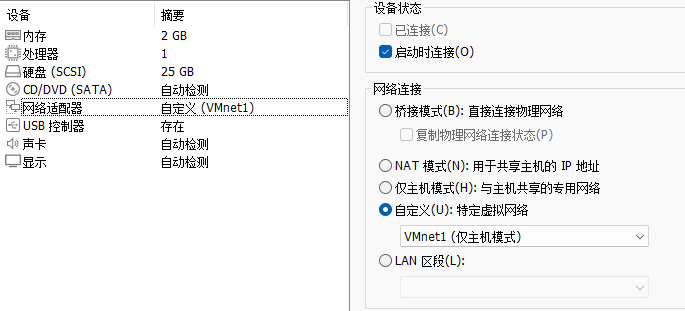 设备 摘要
内存 2 GB
处理器 1
硬盘 (SCSI) 25 GB
CD/DVD (SATA) 自动检测
网络适配器 自定义 (VMnet1)
USB 控制器 存在
声卡 自动检测
显示 自动检测
设备状态
已连接(C)
启动时连接(O)
网络连接
桥接模式(B): 直接连接物理网络
复制物理网络连接状态(P)
NAT 模式(N): 用于共享主机的 IP 地址
仅主机模式(H): 与主机共享的专用网络
自定义(U): 特定虚拟网络
VMnet1 (仅主机模式)
LAN 区段(L):